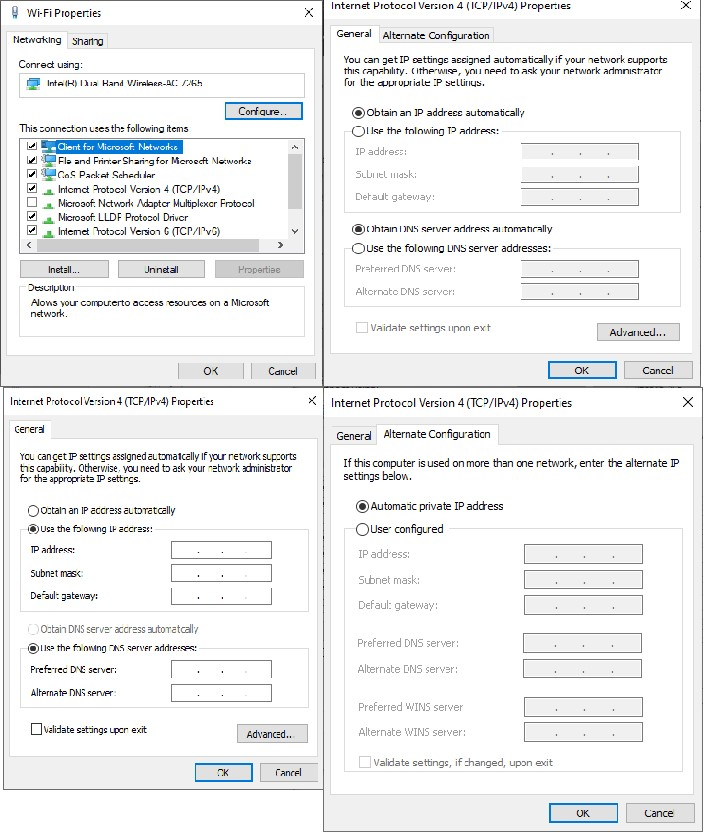 Wi-Fi Properties
Networking
Sharing
Connect using:
Intel(R) Dual Band Wireless-AC 7265
Configure...
This connection uses the following items:
Client for Microsoft Networks
File and Printer Sharing for Microsoft Networks
QoS Packet Scheduler
Internet Protocol Version 4 (TCP/IPv4)
Microsoft Network Adapter Multiplexor Protocol
Microsoft LLDP Protocol Driver
Internet Protocol Version 6 (TCP/IPv6)
Install...
Uninstall
Properties
Description
Allows your computer to access resources on a Microsoft
network.
OK
Cancel
Internet Protocol Version 4 (TCP/IPv4) Properties
General
Alternate Configuration
You can get IP settings assigned automatically if your network supports
this capability. Otherwise, you need to ask your network administrator
for the appropriate IP settings.
Obtain an IP address automatically
Use the following IP address:
IP address:
Subnet mask:
Default gateway:
Obtain DNS server address automatically
Use the following DNS server addresses:
Preferred DNS server:
Alternate DNS server:
Validate settings upon exit
Advanced...
OK
Cancel
Internet Protocol Version 4 (TCP/IPv4) Properties
General
You can get IP settings assigned automatically if your network supports
this capability. Otherwise, you need to ask your network administrator
for the appropriate IP settings.
Obtain an IP address automatically
Use the following IP address:
IP address:
Subnet mask:
Default gateway:
Obtain DNS server address automatically
Use the following DNS server addresses:
Preferred DNS server:
Alternate DNS server:
Validate settings upon exit
Advanced...
OK
Cancel
Internet Protocol Version 4 (TCP/IPv4) Properties
General
Alternate Configuration
If this computer is used on more than one network, enter the alternate IP
settings below.
Automatic private IP address
User configured
IP address:
Subnet mask:
Default gateway:
Preferred DNS server:
Alternate DNS server:
Preferred WINS server
Alternate WINS server:
Validate settings, if changed, upon exit
OK
Cancel